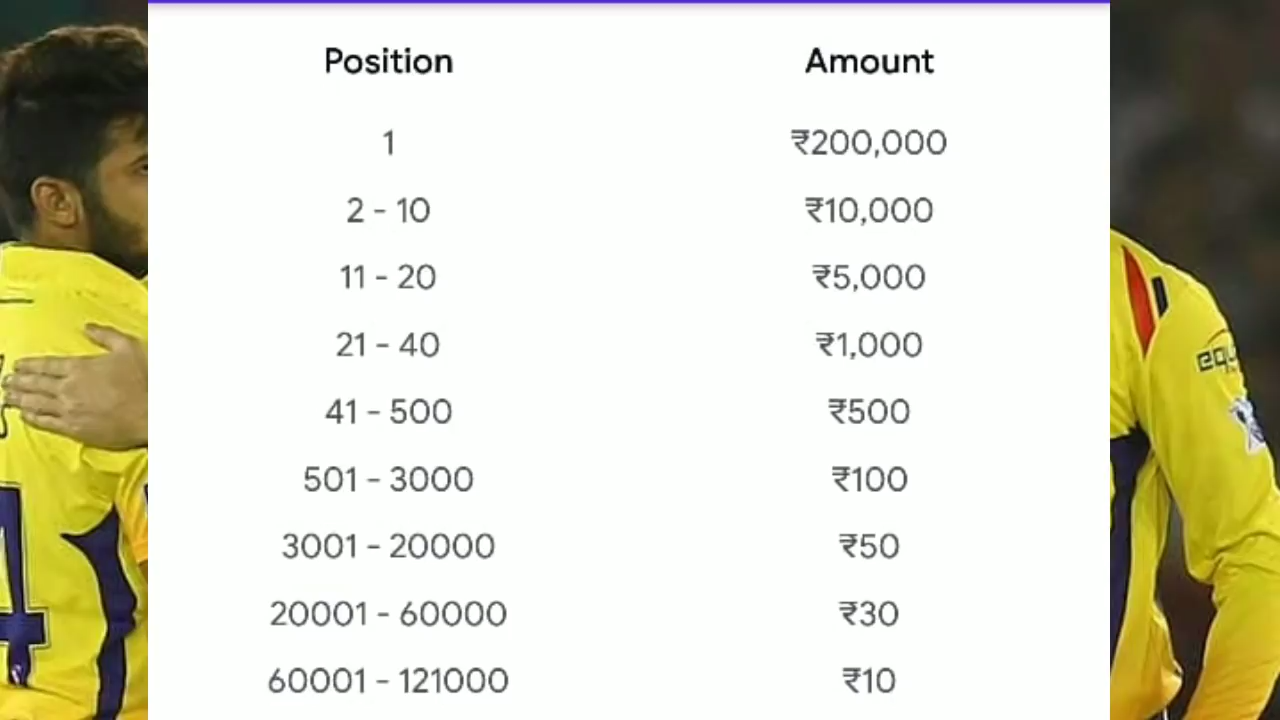 Position Amount
1 ₹200,000
2 - 10 ₹10,000
11 - 20 ₹5,000
21 - 40 ₹1,000
41 - 500 ₹500
501 - 3000 ₹100
3001 - 20000 ₹50
20001 - 60000 ₹30
60001 - 121000 ₹10
4